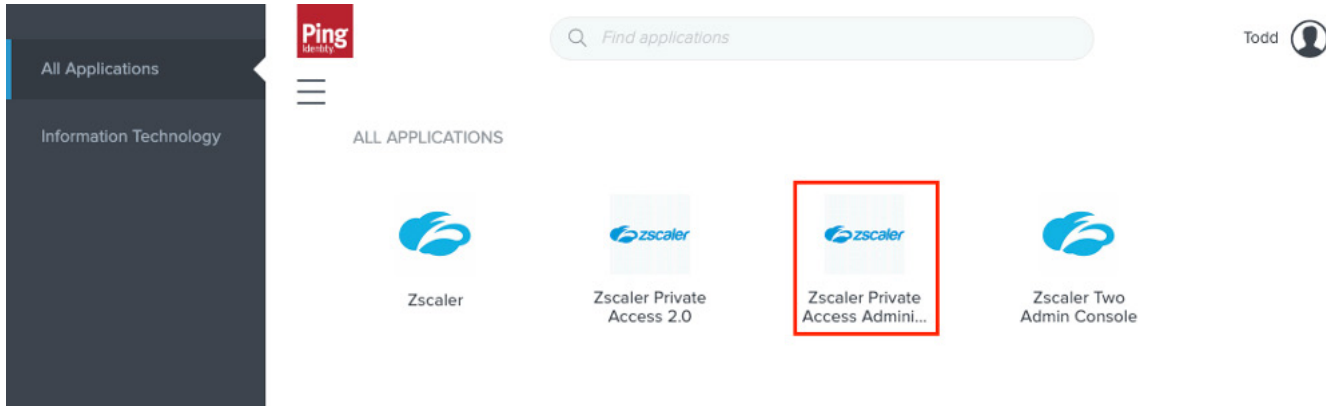 Ping
Identity
Find applications
Todd
All Applications
Information Technology
ALL APPLICATIONS
zscaler
zscaler
Zscaler
Zscaler Private
Access 2.0
Zscaler Private
Access Admini...
Zscaler Two
Admin Console